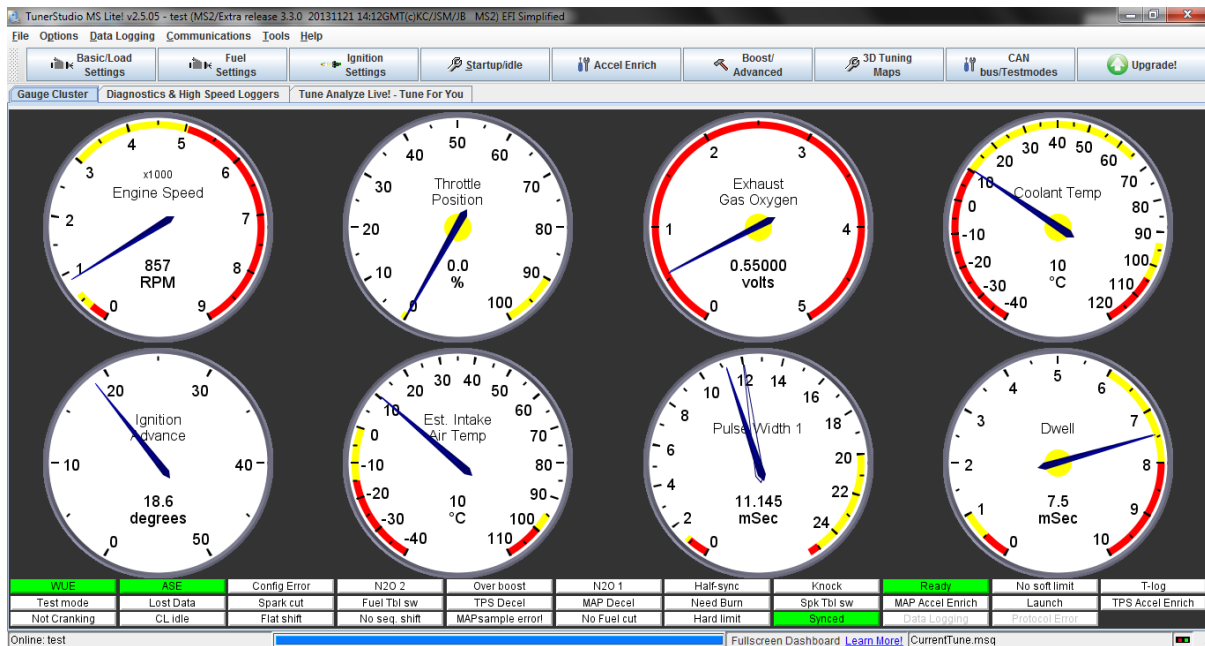 TunerStudio MS Lite! v2.5.05 - test (MS2/Extra release 3.3.0 20131121 14:12GMT(c)KC/JSM/JB MS2) EFI Simplified
File Options Data Logging Communications Tools Help
Basic/Load Settings
Fuel Settings
Ignition Settings
Startup/idle
Accel Enrich
Boost/ Advanced
3D Tuning Maps
CAN bus/Testmodes
Upgrade!
Gauge Cluster Diagnostics & High Speed Loggers Tune Analyze Live! - Tune For You
0 1 2 3 4 5 6 7 8 9
x1000
Engine Speed
857
RPM
0 10 20 30 40 50 60 70 80 90 100
Throttle
Position
0.0
%
0 1 2 3 4 5
Exhaust
Gas Oxygen
0.55000
volts
-40 -30 -20 -10 0 10 20 30 40 50 60 70 80 90 100 110 120
Coolant Temp
10
°C
0 10 20 30 40 50
Ignition
Advance
18.6
degrees
-40 -30 -20 -10 0 10 20 30 40 50 60 70 80 90 100 110
Est. Intake
Air Temp
10
°C
0 2 4 6 8 10 12 14 16 18 20 22 24
Pulse Width 1
11.145
mSec
0 1 2 3 4 5 6 7 8 9 10
Dwell
7.5
mSec
WUE ASE Config Error N2O 2 Over boost N2O 1 Half-sync Knock Ready No soft limit T-log
Test mode Lost Data Spark cut Fuel Tbl sw TPS Decel MAP Decel Need Burn Spk Tbl sw MAP Accel Enrich Launch TPS Accel Enrich
Not Cranking CL idle Flat shift No seq. shift MAPsample error! No Fuel cut Hard limit Synced Data Logging Protocol Error
Online: test Fullscreen Dashboard Learn More! CurrentTune.msq